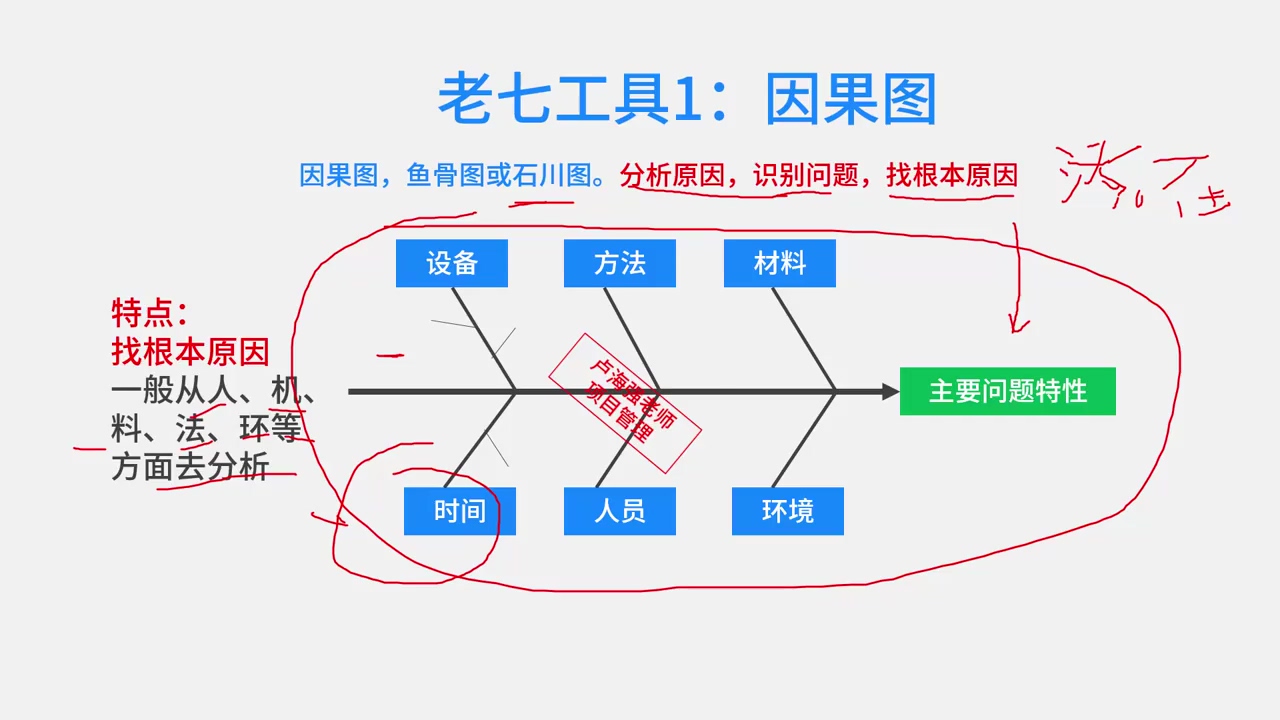 老七工具1：因果图
因果图，鱼骨图或石川图。分析原因，识别问题，找根本原因
设备
方法
材料
特点：
找根本原因
一般从人、机、
料、法、环等
方面去分析
卢海强老师
项目管理
主要问题特性
时间
人员
环境